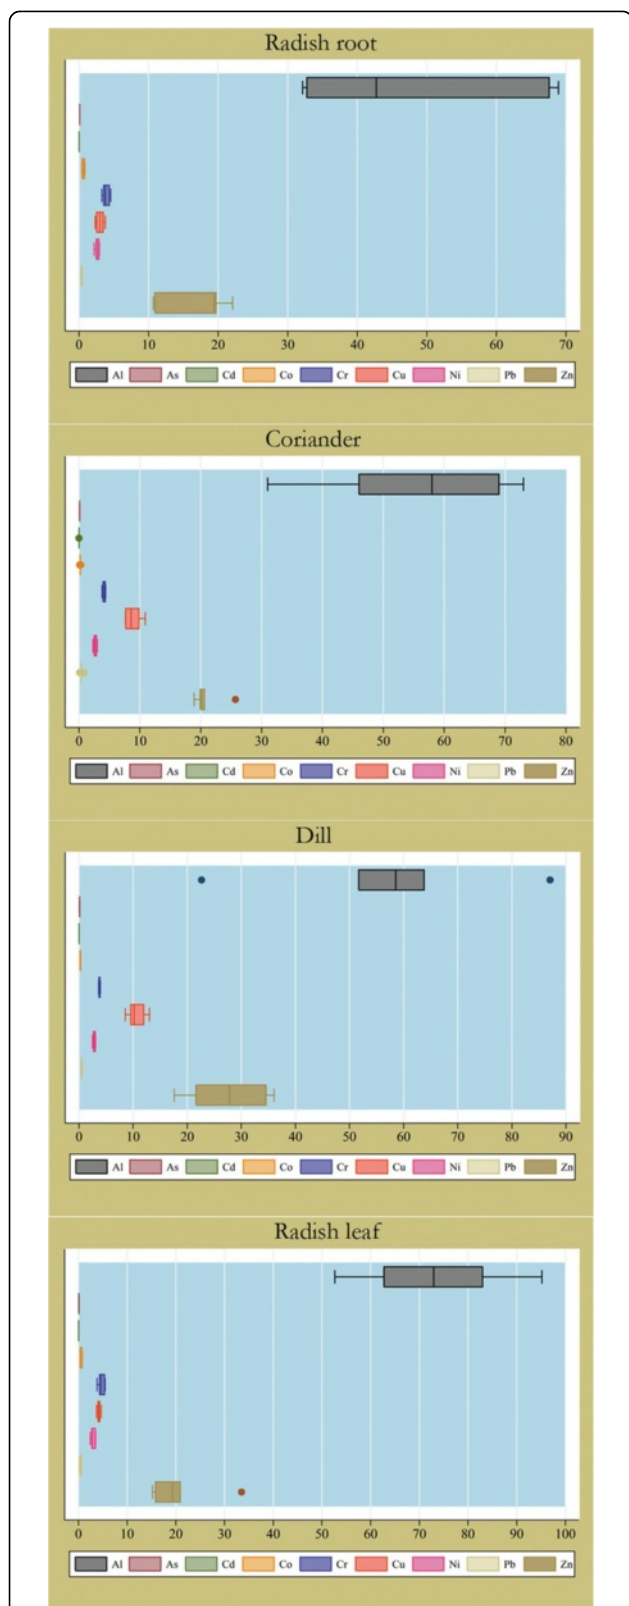 Radish root
0 10 20 30 40 50 60 70
Al As Cd Co Cr Cu Ni Pb Zn
Coriander
0 10 20 30 40 50 60 70 80
Al As Cd Co Cr Cu Ni Pb Zn
Dill
0 10 20 30 40 50 60 70 80 90
Al As Cd Co Cr Cu Ni Pb Zn
Radish leaf
0 10 20 30 40 50 60 70 80 90 100
Al As Cd Co Cr Cu Ni Pb Zn